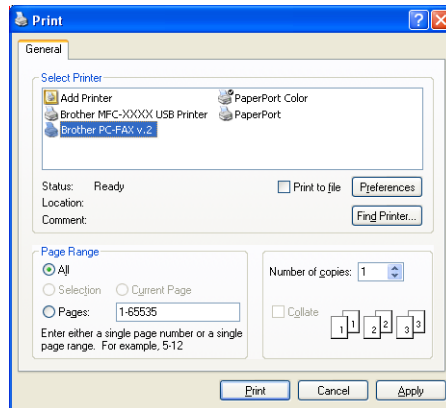 Print
General
Select Printer
Add Printer
PaperPort Color
Brother MFC-XXXX USB Printer
PaperPort
Brother PC-FAX v.2
Status: Ready
Print to file
Preferences
Location:
Comment:
Find Printer...
Page Range
All
Selection
Current Page
Pages: 1-65535
Enter either a single page number or a single
page range. For example, 5-12
Number of copies: 1
Collate
1 1 2 2 3 3
Print
Cancel
Apply